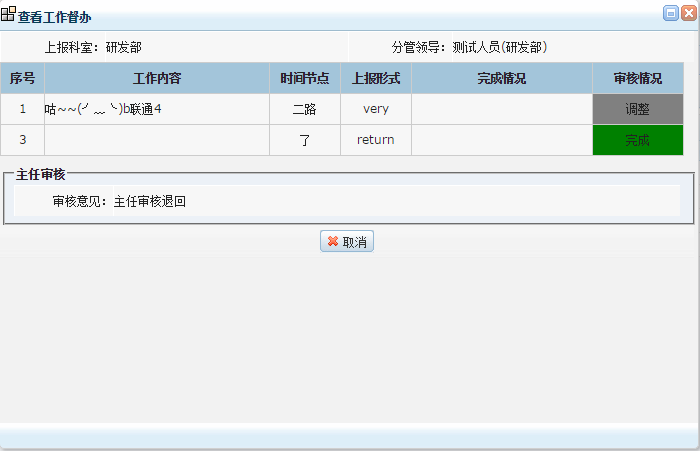 查看工作督办
上报科室：研发部 分管领导：测试人员(研发部)
序号 工作内容 时间节点 上报形式 完成情况 审核情况
1 咕~~(╯﹏╰)b联通4 二路 very 调整
3 了 return 完成
主任审核
审核意见：主任审核退回
取消